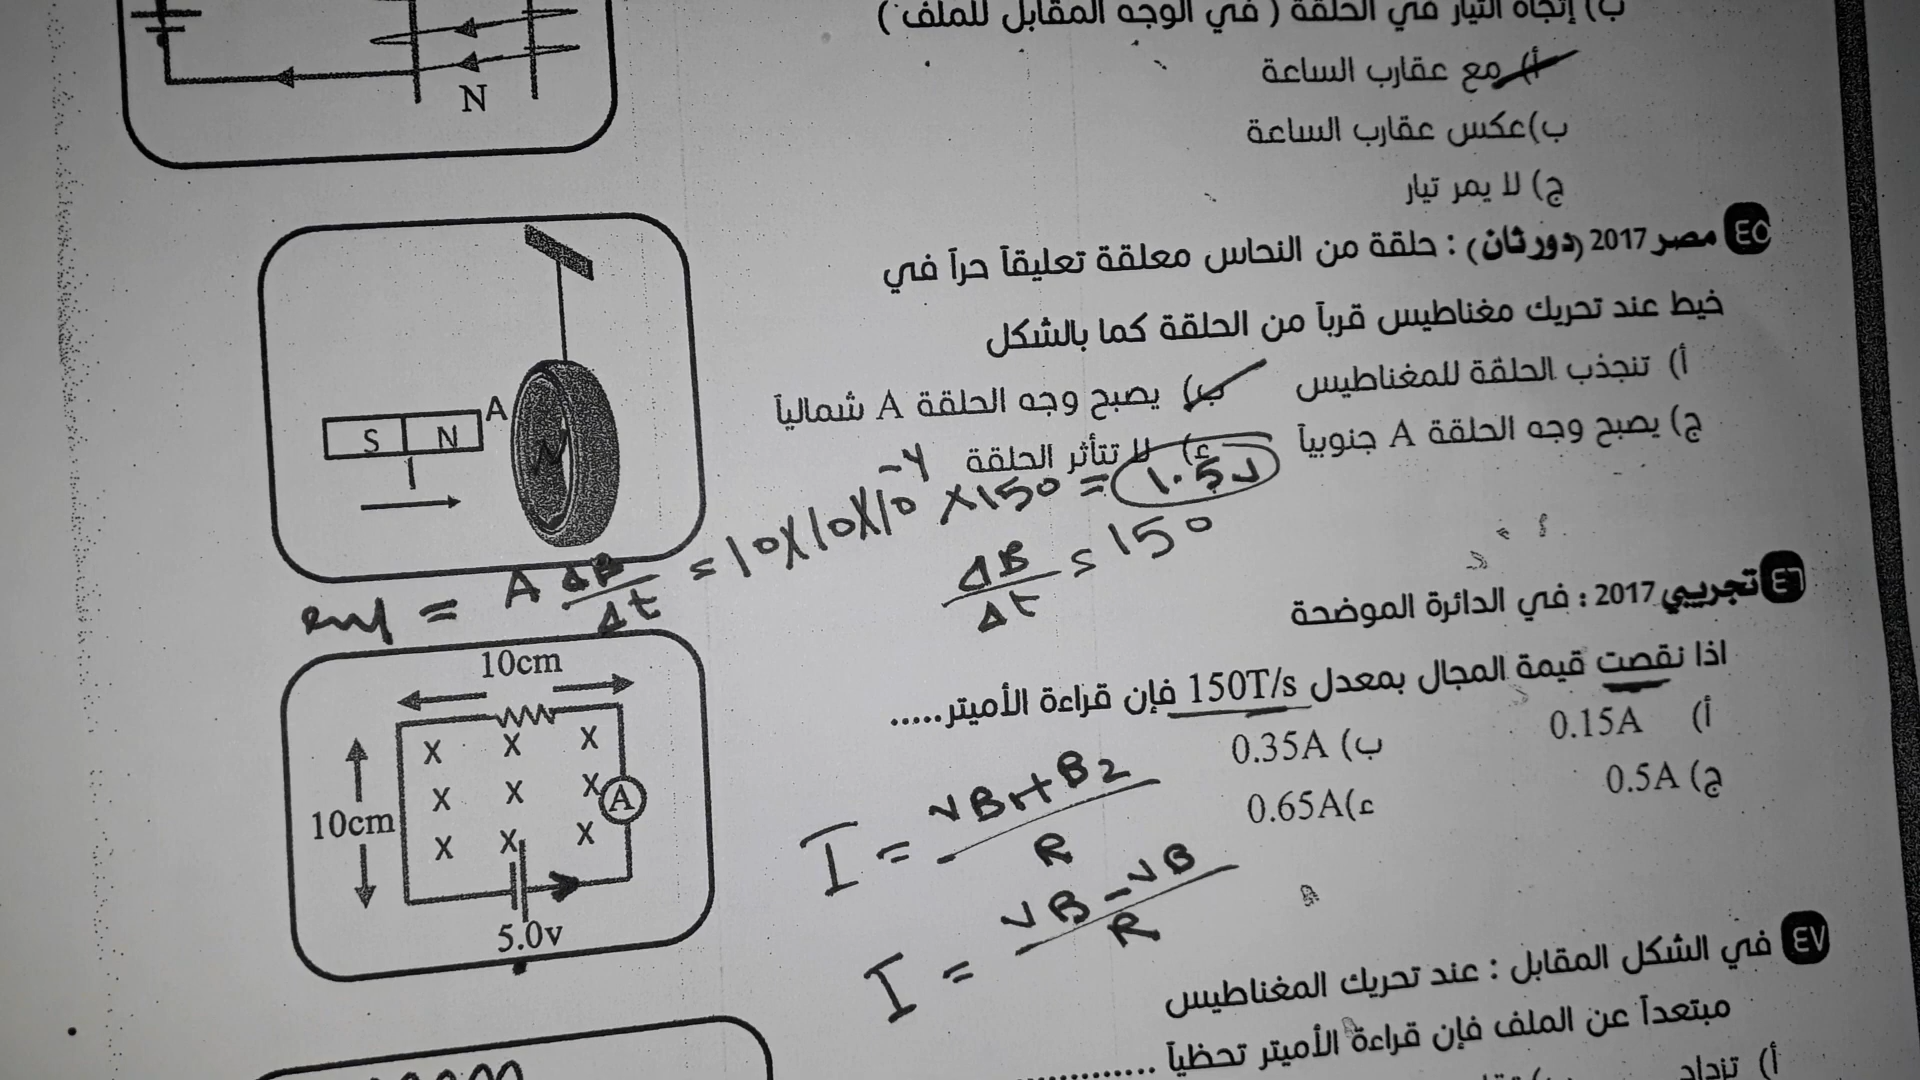 ب) إتجاه التيار في الحلقة ( في الوجه المقابل للملف )
N
أ) مع عقارب الساعة
ب)عكس عقارب الساعة
ج) لا يمر تيار
٤٥ مصر 2017 (دور ثان) : حلقة من النحاس معلقة تعليقاً حراً في
خيط عند تحريك مغناطيس قرباً من الحلقة كما بالشكل
أ) تنجذب الحلقة للمغناطيس ب) يصبح وجه الحلقة A شمالياً
ج) يصبح وجه الحلقة A جنوبياً ء) لا تتأثر الحلقة
S N A N
emf = A ΔB/Δt = 10×10×10⁻⁴ ×150 = 1.5 V
ΔB/Δt = 150
٤٦ تجريبي 2017 : في الدائرة الموضحة
اذا نقصت قيمة المجال بمعدل 150T/s فإن قراءة الأميتر.....
أ) 0.15A ب) 0.35A
ج) 0.5A ء)0.65A
10cm
X X X
X X X A
10cm
X X X
5.0v
I = VB1+B2 / R
I = VB-VB / R
٤٧ في الشكل المقابل : عند تحريك المغناطيس
مبتعداً عن الملف فإن قراءة الأميتر تحظياً ............
أ) تزداد